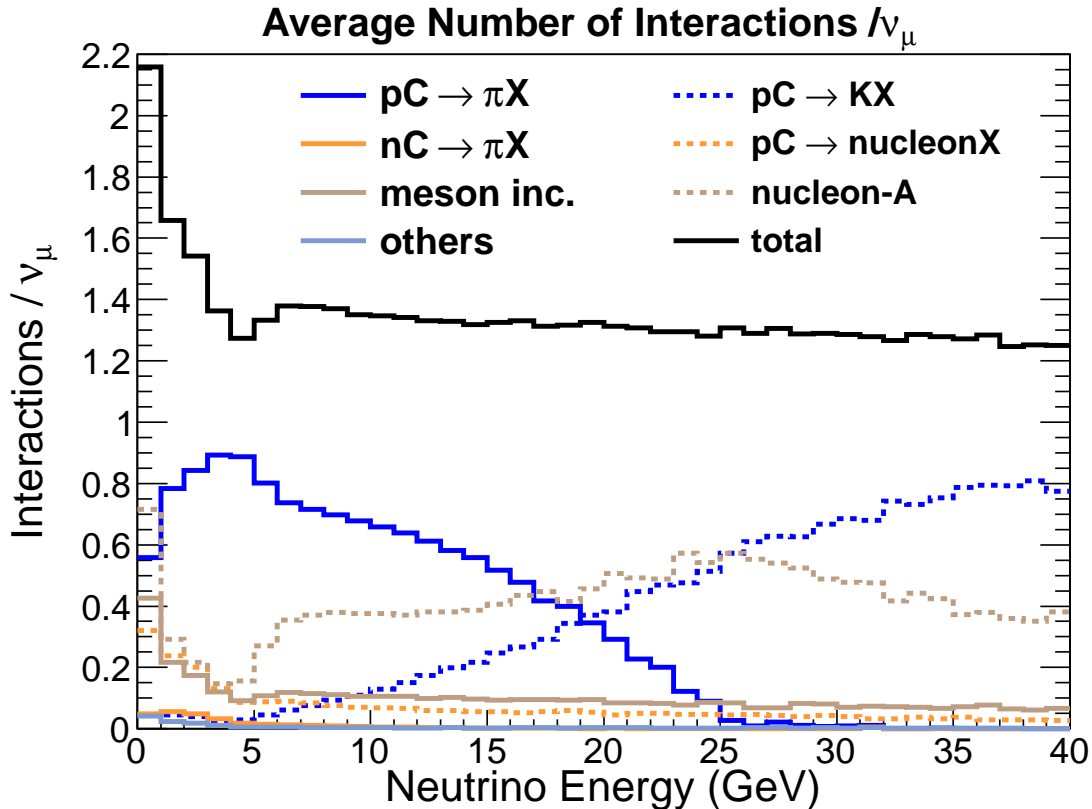 Average Number of Interactions /νμ
pC → πX
pC → KX
nC → πX
pC → nucleonX
meson inc.
nucleon-A
others
total
Interactions / νμ
2.2
2
1.8
1.6
1.4
1.2
1
0.8
0.6
0.4
0.2
0
0 5 10 15 20 25 30 35 40
Neutrino Energy (GeV)